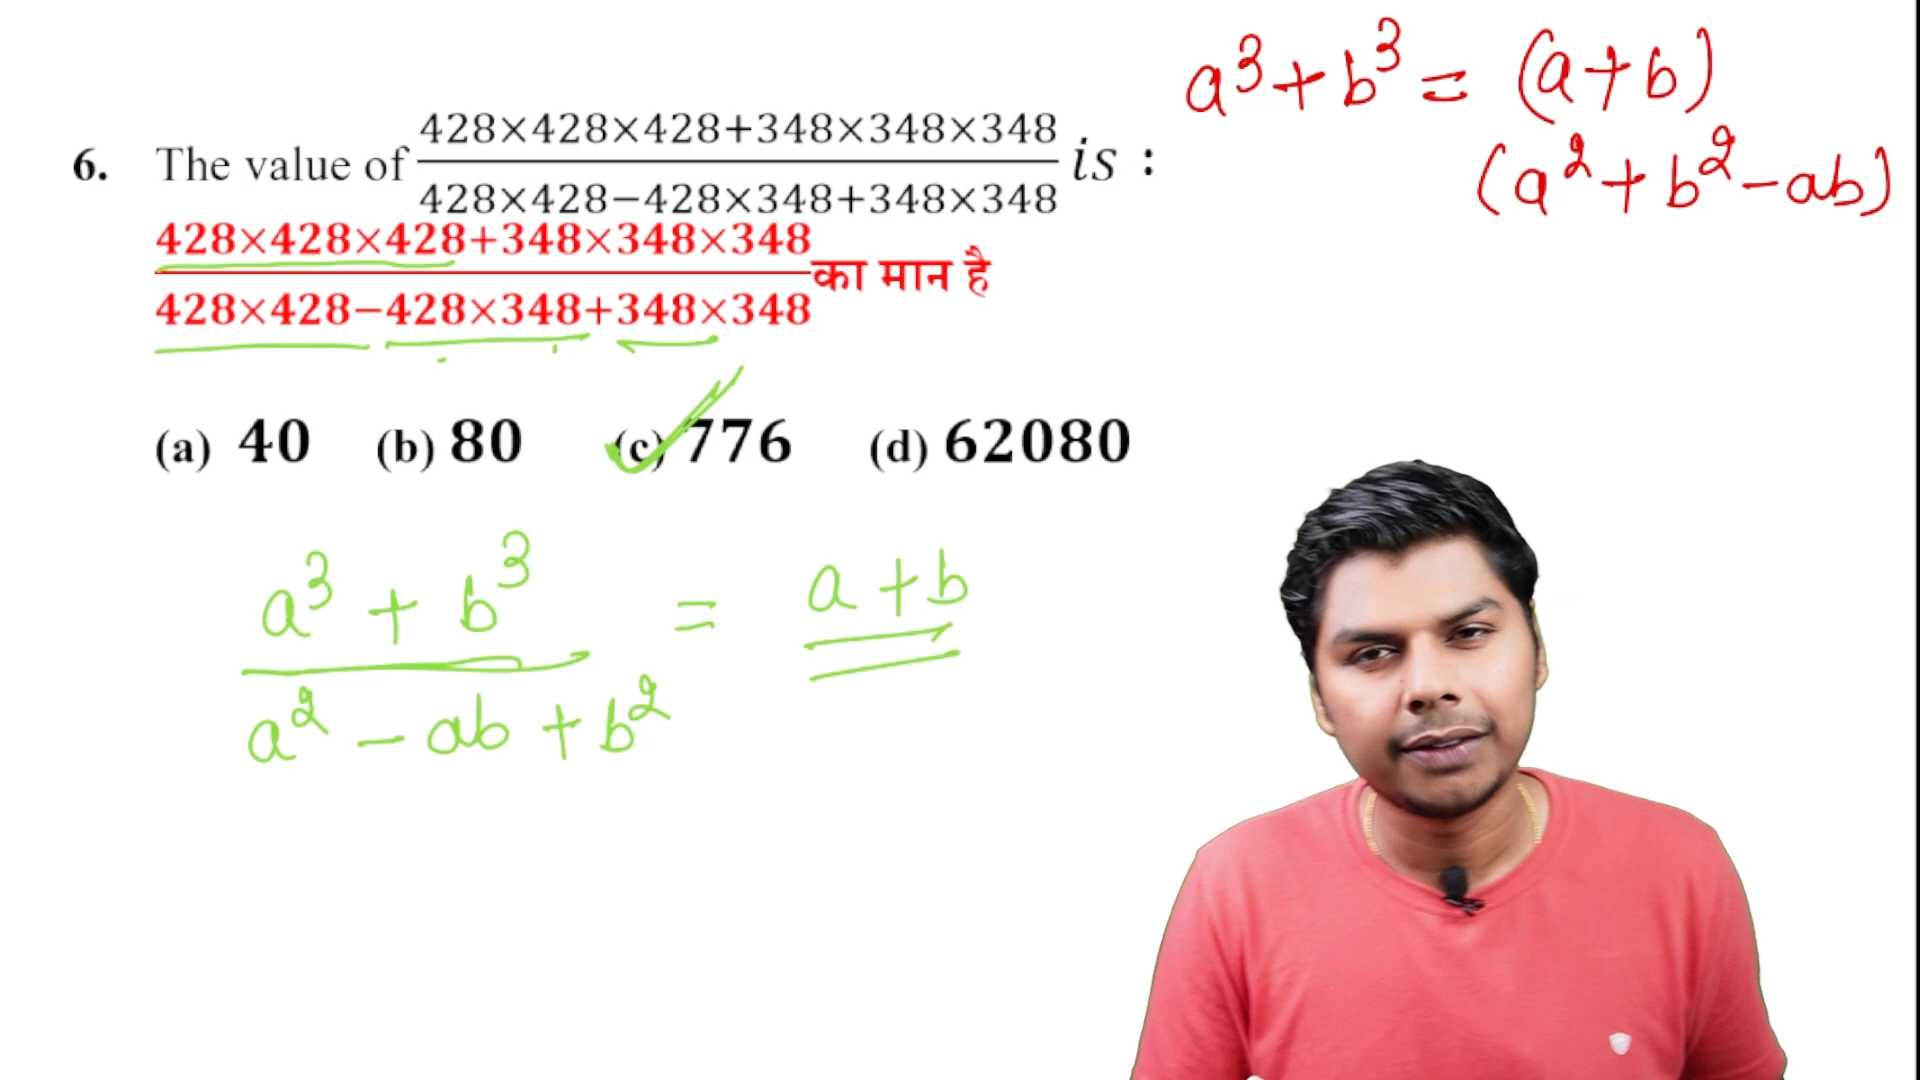 a³ + b³ = (a+b)
(a² + b² - ab)
6. The value of 428×428×428+348×348×348 is :
428×428−428×348+348×348
428×428×428+348×348×348 का मान है
428×428−428×348+348×348
(a) 40 (b) 80 (c) 776 (d) 62080
a³ + b³ = a + b
a² - ab + b²